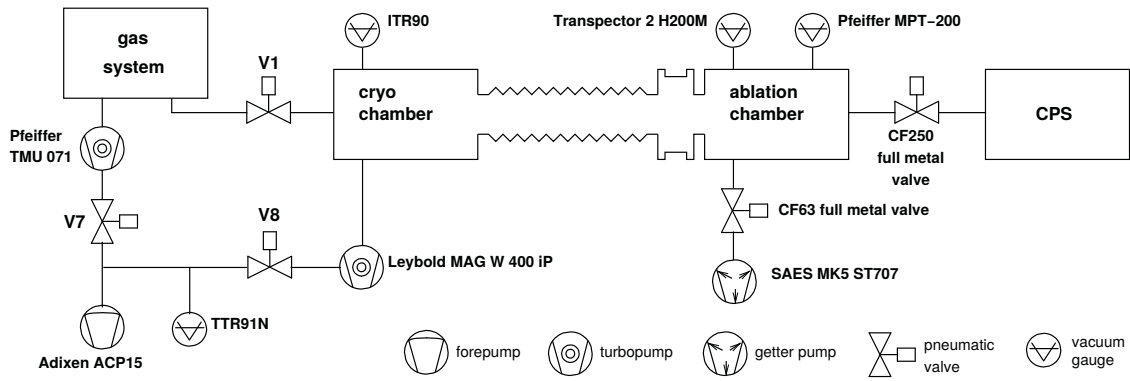 ITR90
Transpector 2 H200M
Pfeiffer MPT−200
gas
system
V1
cryo
chamber
ablation
chamber
CPS
Pfeiffer
TMU 071
CF250
full metal
valve
V7
V8
CF63 full metal valve
Leybold MAG W 400 iP
SAES MK5 ST707
TTR91N
Adixen ACP15
forepump
turbopump
getter pump
pneumatic
valve
vacuum
gauge